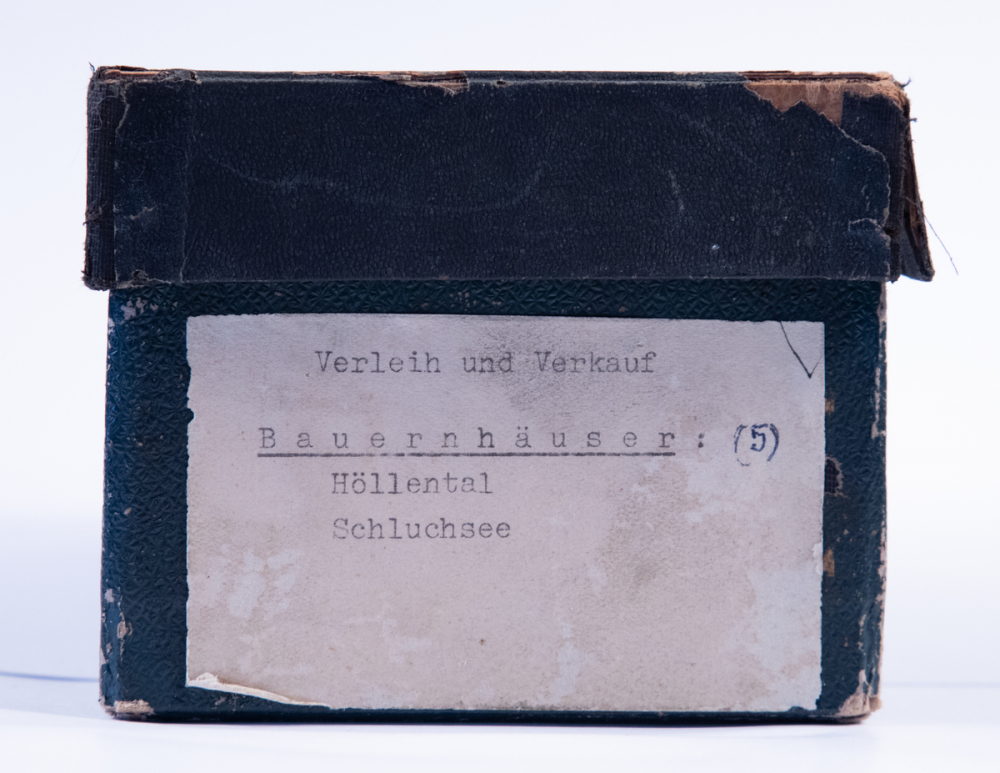 Verleih und Verkauf
Bauernhäuser: (5)
Höllental
Schluchsee